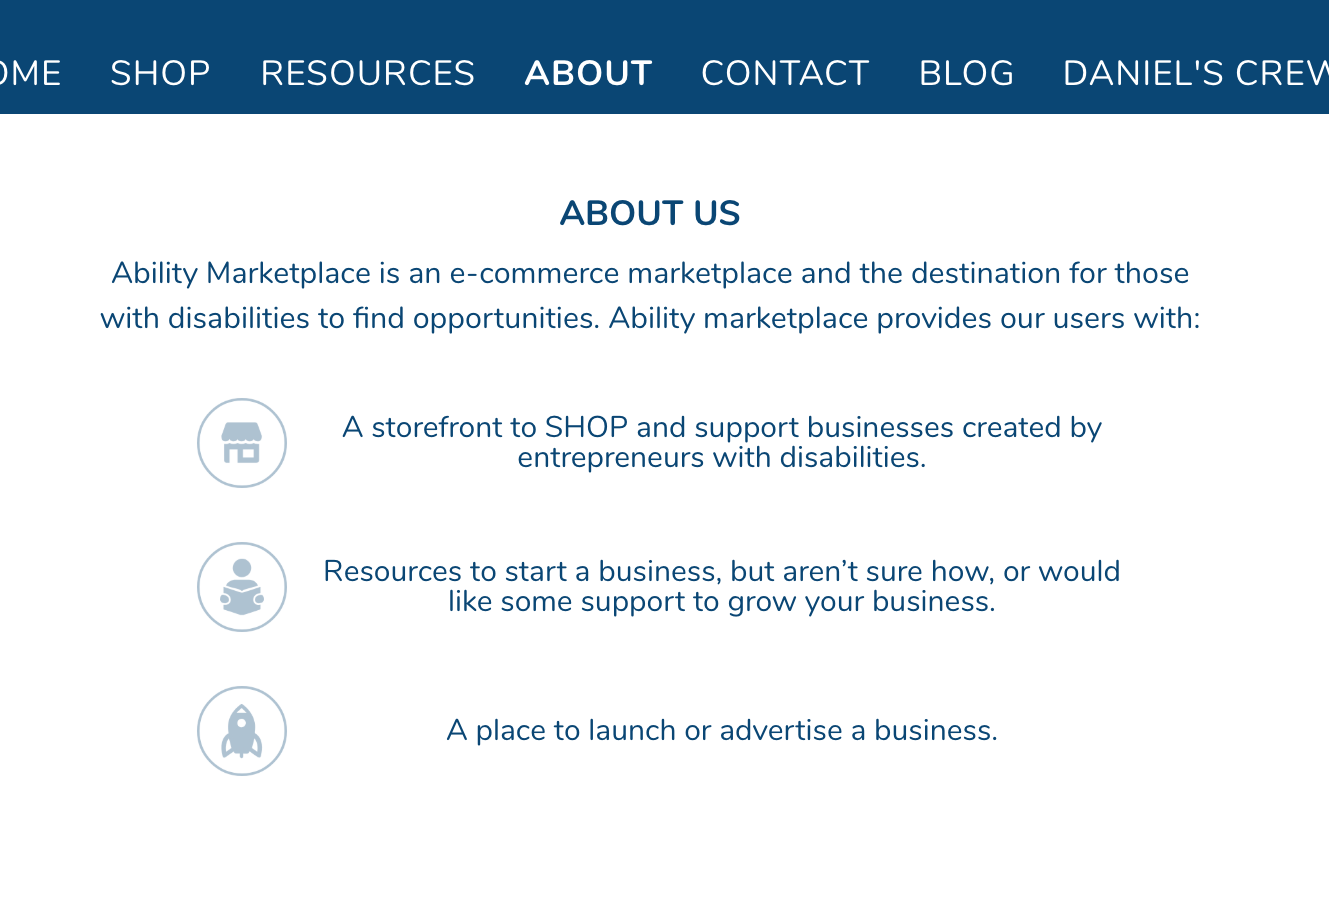 OME SHOP RESOURCES ABOUT CONTACT BLOG DANIEL'S CREW
ABOUT US
Ability Marketplace is an e-commerce marketplace and the destination for those
with disabilities to find opportunities. Ability marketplace provides our users with:
A storefront to SHOP and support businesses created by
entrepreneurs with disabilities.
Resources to start a business, but aren’t sure how, or would
like some support to grow your business.
A place to launch or advertise a business.